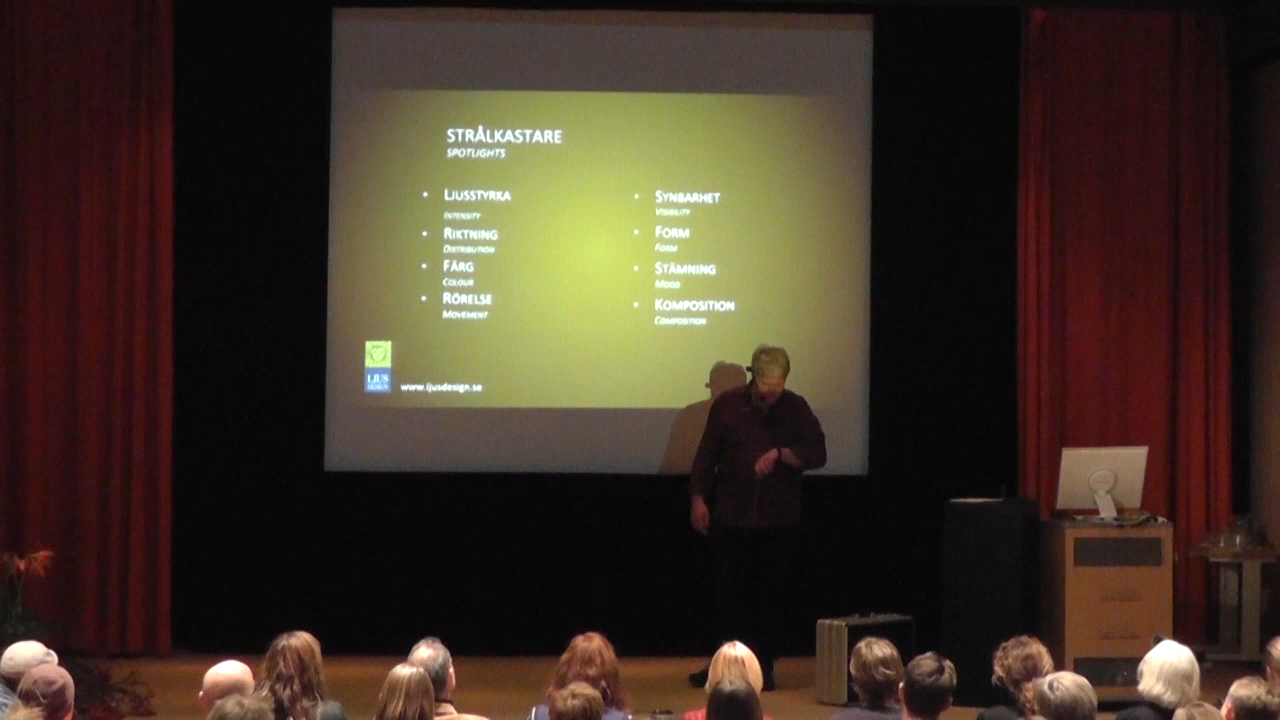 STRÅLKASTARE
SPOTLIGHTS
• LJUSSTYRKA
INTENSITY
• RIKTNING
DISTRIBUTION
• FÄRG
COLOUR
• RÖRELSE
MOVEMENT
• SYNBARHET
VISIBILITY
• FORM
FORM
• STÄMNING
MOOD
• KOMPOSITION
COMPOSITION
LJUS
DESIGN
www.ljusdesign.se